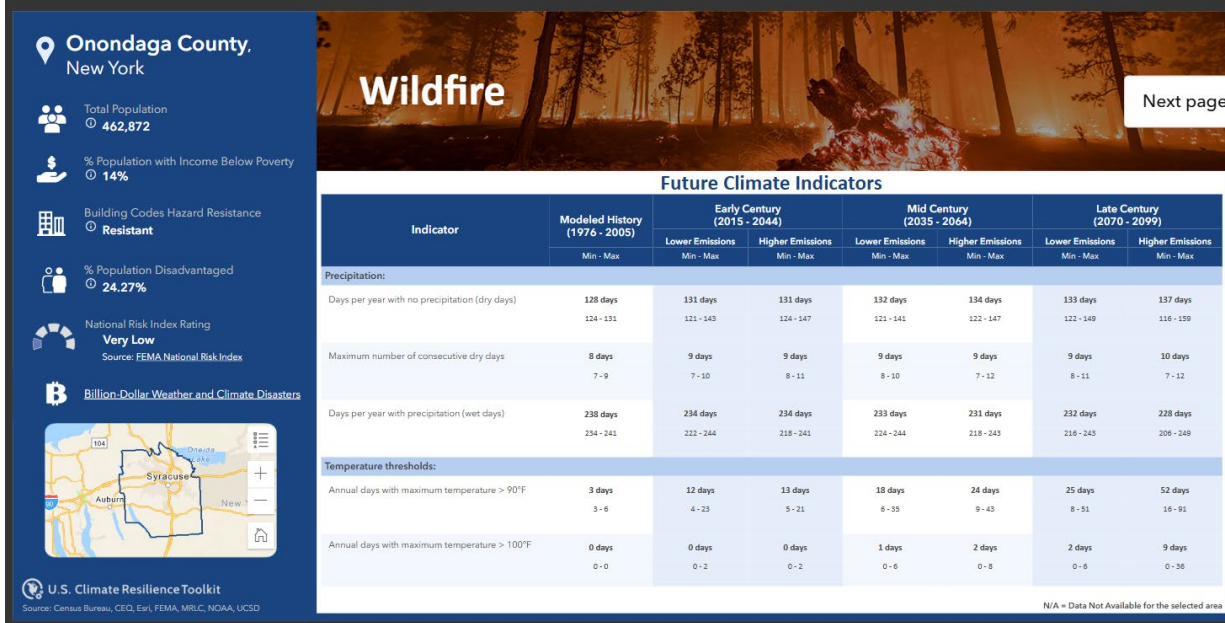 Onondaga County,
New York
Total Population
462,872
% Population with Income Below Poverty
14%
Building Codes Hazard Resistance
Resistant
% Population Disadvantaged
24.27%
National Risk Index Rating
Very Low
Source: FEMA National Risk Index
Billion-Dollar Weather and Climate Disasters
104
Oneida
Lake
Syracuse
Auburn
90
New Y
U.S. Climate Resilience Toolkit
Source: Census Bureau, CEQ, Esri, FEMA, MRLC, NOAA, UCSD
Wildfire
Next page
Future Climate Indicators
Indicator
Modeled History
(1976 - 2005)
Early Century
(2015 - 2044)
Mid Century
(2035 - 2064)
Late Century
(2070 - 2099)
Lower Emissions Higher Emissions Lower Emissions Higher Emissions Lower Emissions Higher Emissions
Min - Max Min - Max Min - Max Min - Max Min - Max Min - Max Min - Max
Precipitation:
Days per year with no precipitation (dry days) 128 days 131 days 131 days 132 days 134 days 133 days 137 days
124 - 131 121 - 143 124 - 147 121 - 141 122 - 147 122 - 149 116 - 159
Maximum number of consecutive dry days 8 days 9 days 9 days 9 days 9 days 9 days 10 days
7 - 9 7 - 10 8 - 11 8 - 10 7 - 12 8 - 11 7 - 12
Days per year with precipitation (wet days) 238 days 234 days 234 days 233 days 231 days 232 days 228 days
234 - 241 222 - 244 218 - 241 224 - 244 218 - 243 216 - 243 206 - 249
Temperature thresholds:
Annual days with maximum temperature > 90°F 3 days 12 days 13 days 18 days 24 days 25 days 52 days
3 - 6 4 - 23 5 - 21 6 - 35 9 - 43 8 - 51 16 - 91
Annual days with maximum temperature > 100°F 0 days 0 days 0 days 1 days 2 days 2 days 9 days
0 - 0 0 - 2 0 - 2 0 - 6 0 - 8 0 - 6 0 - 36
N/A = Data Not Available for the selected area